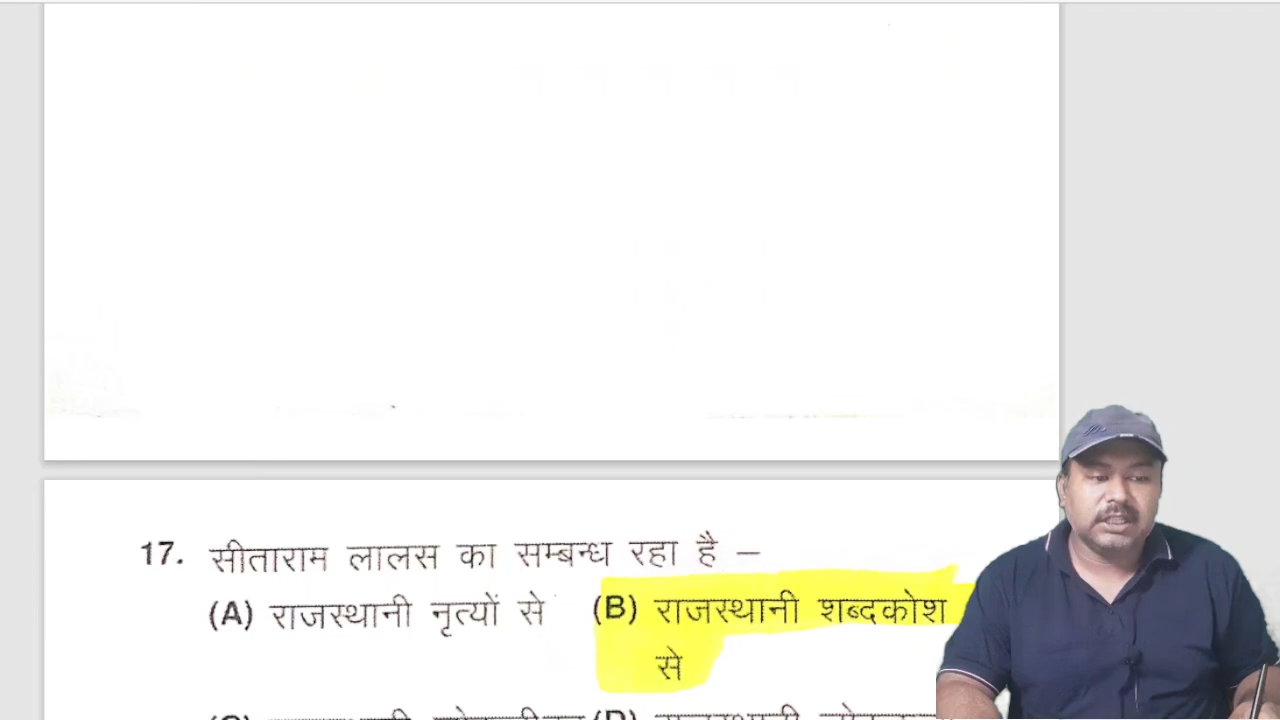 17. सीताराम लालस का सम्बन्ध रहा है –
(A) राजस्थानी नृत्यों से (B) राजस्थानी शब्दकोश
से